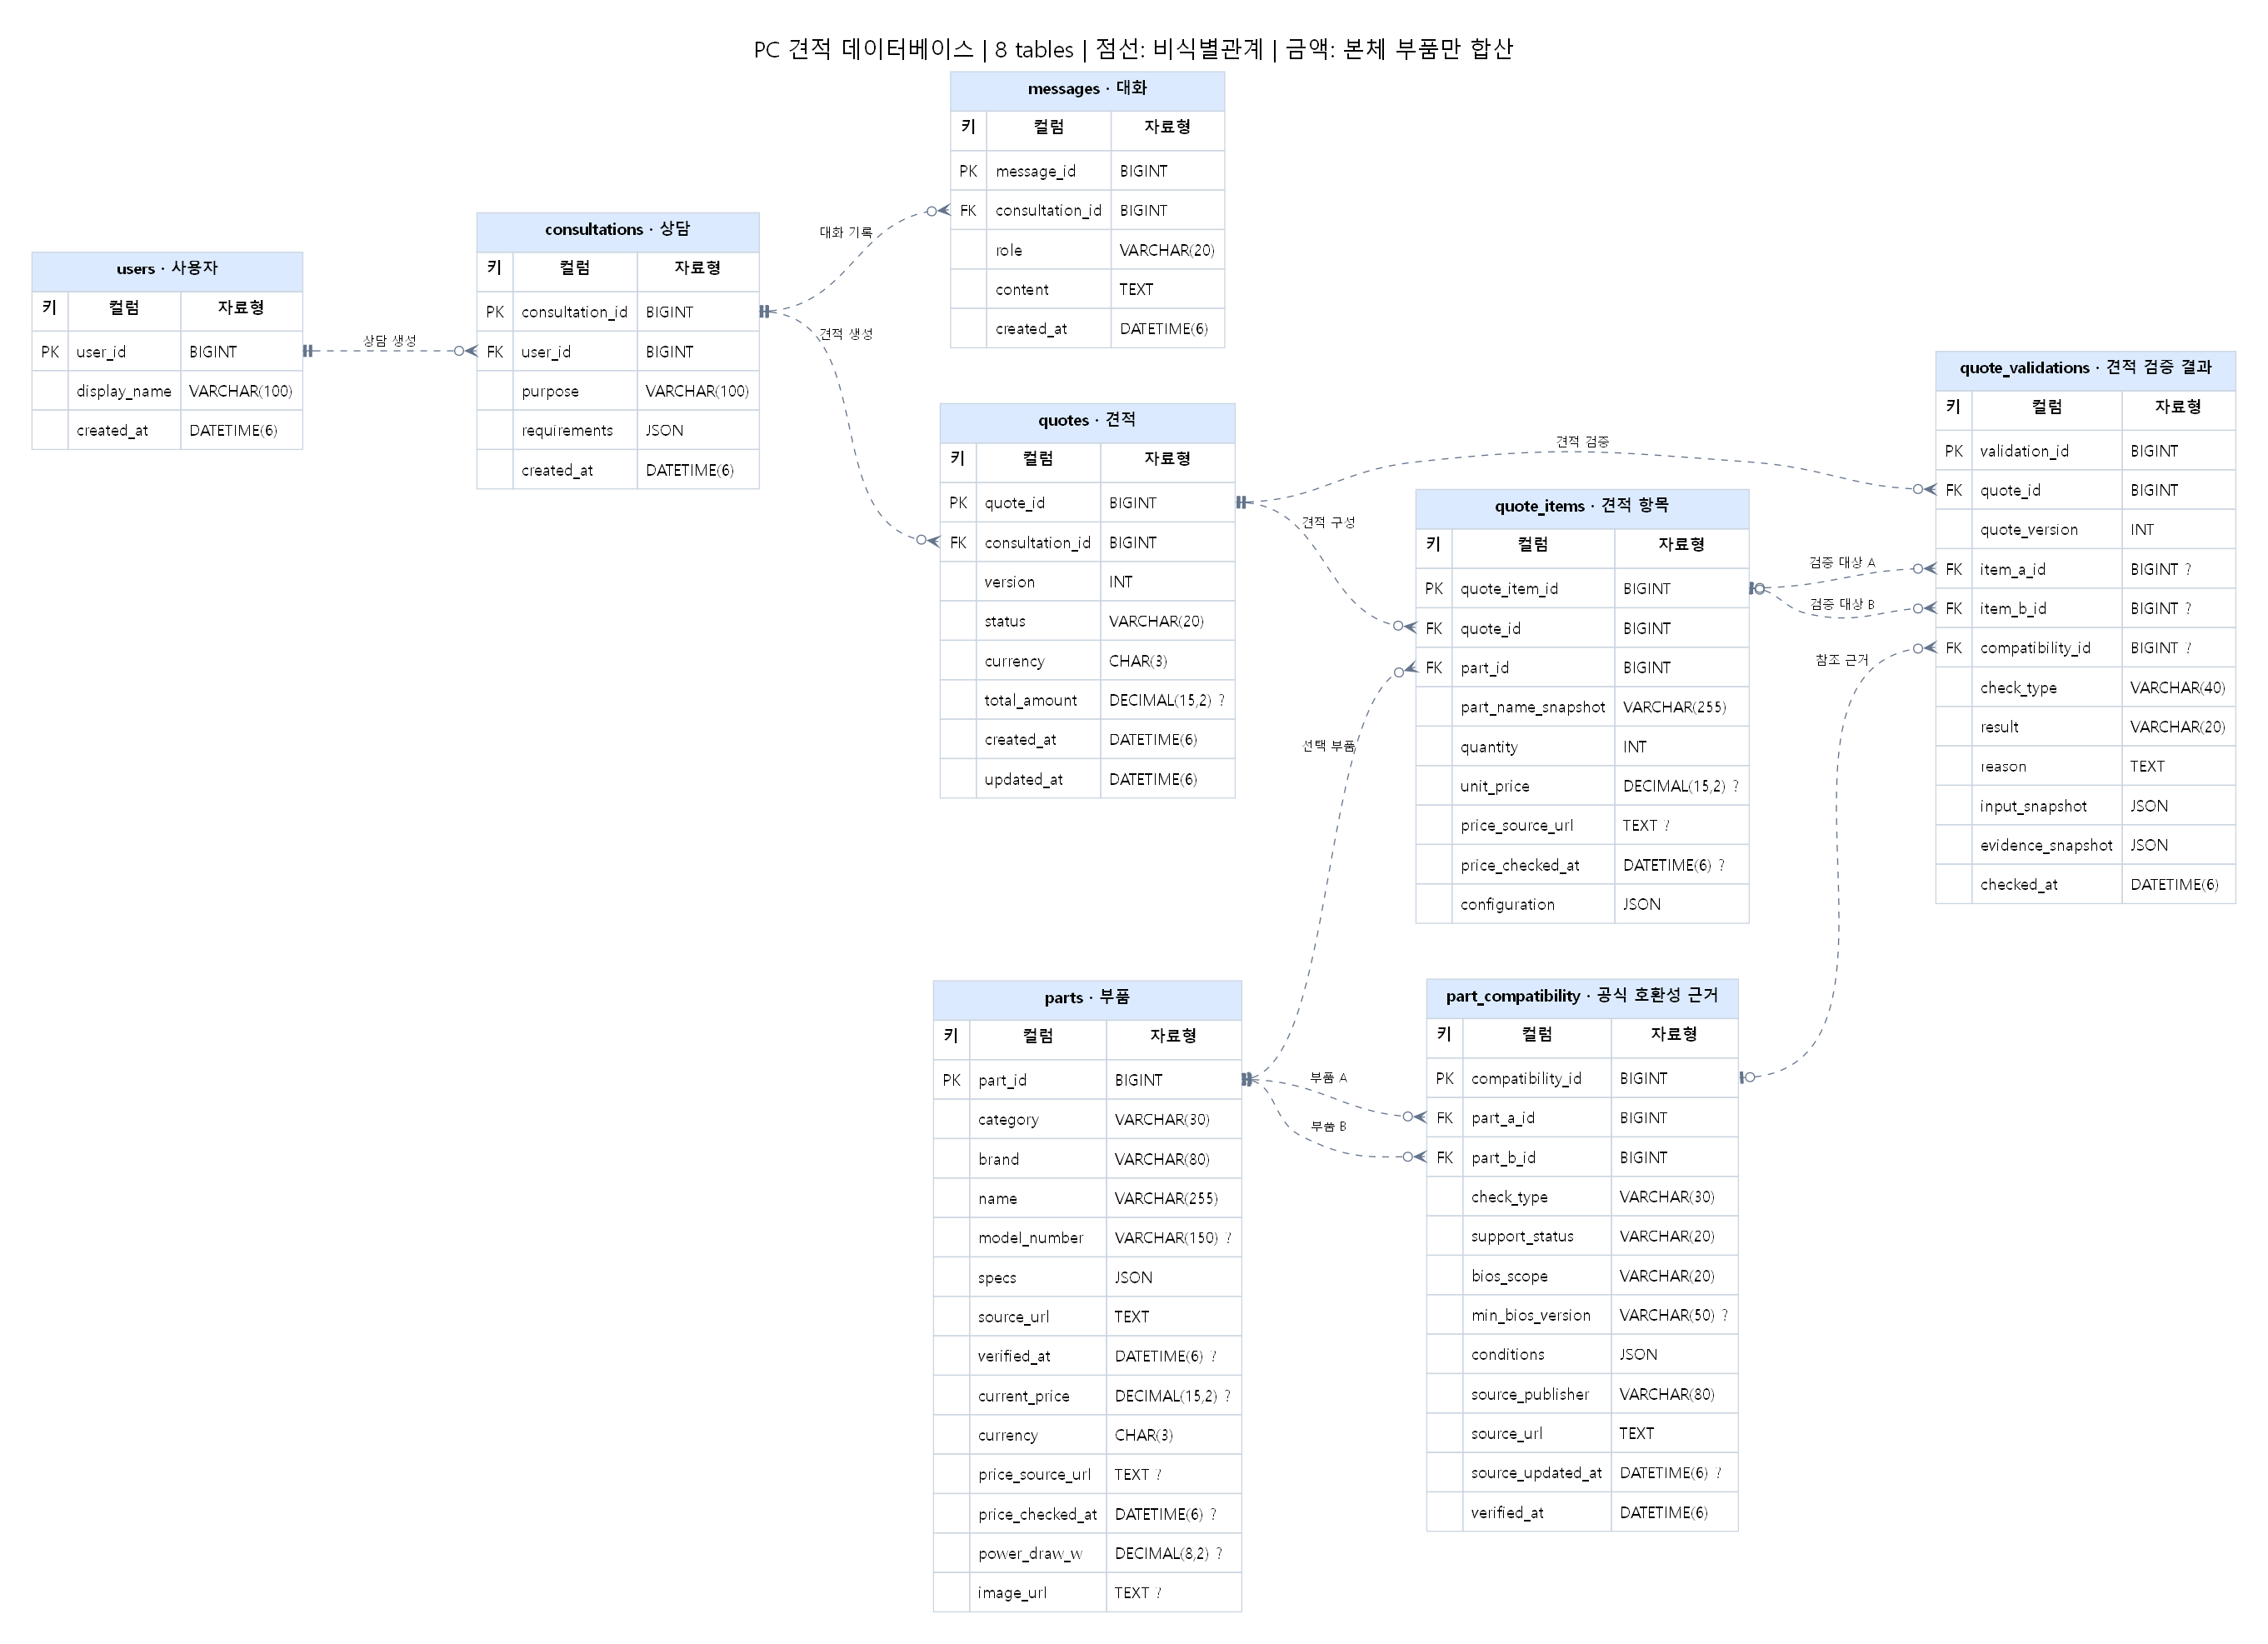 PC 견적 데이터베이스 | 8 tables | 점선: 비식별관계 | 금액: 본체 부품만 합산
messages · 대화
키 컬럼 자료형
PK message_id BIGINT
FK consultation_id BIGINT
role VARCHAR(20)
content TEXT
created_at DATETIME(6)
consultations · 상담
키 컬럼 자료형
PK consultation_id BIGINT
FK user_id BIGINT
purpose VARCHAR(100)
requirements JSON
created_at DATETIME(6)
users · 사용자
키 컬럼 자료형
PK user_id BIGINT
display_name VARCHAR(100)
created_at DATETIME(6)
상담 생성
대화 기록
견적 생성
quotes · 견적
키 컬럼 자료형
PK quote_id BIGINT
FK consultation_id BIGINT
version INT
status VARCHAR(20)
currency CHAR(3)
total_amount DECIMAL(15,2) ?
created_at DATETIME(6)
updated_at DATETIME(6)
견적 검증
견적 구성
선택 부품
quote_items · 견적 항목
키 컬럼 자료형
PK quote_item_id BIGINT
FK quote_id BIGINT
FK part_id BIGINT
part_name_snapshot VARCHAR(255)
quantity INT
unit_price DECIMAL(15,2) ?
price_source_url TEXT ?
price_checked_at DATETIME(6) ?
configuration JSON
검증 대상 A
검증 대상 B
참조 근거
quote_validations · 견적 검증 결과
키 컬럼 자료형
PK validation_id BIGINT
FK quote_id BIGINT
quote_version INT
FK item_a_id BIGINT ?
FK item_b_id BIGINT ?
FK compatibility_id BIGINT ?
check_type VARCHAR(40)
result VARCHAR(20)
reason TEXT
input_snapshot JSON
evidence_snapshot JSON
checked_at DATETIME(6)
parts · 부품
키 컬럼 자료형
PK part_id BIGINT
category VARCHAR(30)
brand VARCHAR(80)
name VARCHAR(255)
model_number VARCHAR(150) ?
specs JSON
source_url TEXT
verified_at DATETIME(6) ?
current_price DECIMAL(15,2) ?
currency CHAR(3)
price_source_url TEXT ?
price_checked_at DATETIME(6) ?
power_draw_w DECIMAL(8,2) ?
image_url TEXT ?
부품 A
부품 B
part_compatibility · 공식 호환성 근거
키 컬럼 자료형
PK compatibility_id BIGINT
FK part_a_id BIGINT
FK part_b_id BIGINT
check_type VARCHAR(30)
support_status VARCHAR(20)
bios_scope VARCHAR(20)
min_bios_version VARCHAR(50) ?
conditions JSON
source_publisher VARCHAR(80)
source_url TEXT
source_updated_at DATETIME(6) ?
verified_at DATETIME(6)